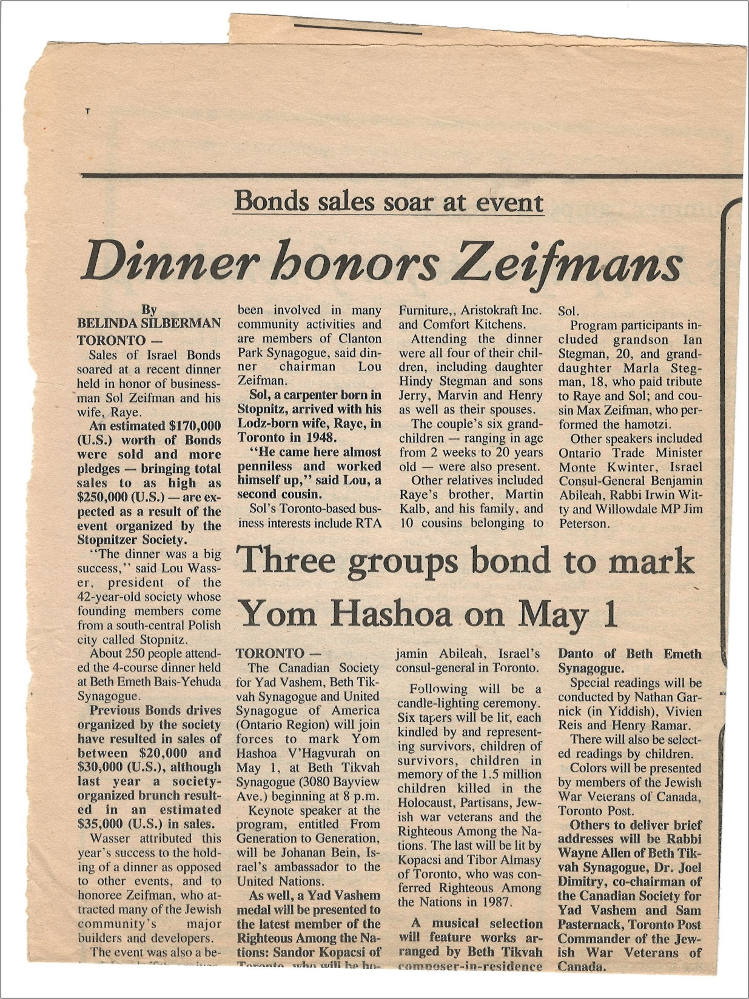 T
Bonds sales soar at event
Dinner honors Zeifmans
By
BELINDA SILBERMAN
TORONTO —
Sales of Israel Bonds
soared at a recent dinner
held in honor of business-
man Sol Zeifman and his
wife, Raye.
An estimated $170,000
(U.S.) worth of Bonds
were sold and more
pledges — bringing total
sales to as high as
$250,000 (U.S.) — are ex-
pected as a result of the
event organized by the
Stopnitzer Society.
‘‘The dinner was a big
success,’’ said Lou Wass-
er, president of the
42-year-old society whose
founding members come
from a south-central Polish
city called Stopnitz.
About 250 people attend-
ed the 4-course dinner held
at Beth Emeth Bais-Yehuda
Synagogue.
Previous Bonds drives
organized by the society
have resulted in sales of
between $20,000 and
$30,000 (U.S.), although
last year a society-
organized brunch result-
ed in an estimated
$35,000 (U.S.) in sales.
Wasser attributed this
year's success to the hold-
ing of a dinner as opposed
to other events, and to
honoree Zeifman, who at-
tracted many of the Jewish
community's major
builders and developers.
The event was also a be-
been involved in many
community activities and
are members of Clanton
Park Synagogue, said din-
ner chairman Lou
Zeifman.
Sol, a carpenter born in
Stopnitz, arrived with his
Lodz-born wife, Raye, in
Toronto in 1948.
‘‘He came here almost
penniless and worked
himself up,’’ said Lou, a
second cousin.
Sol's Toronto-based bus-
iness interests include RTA
Furniture,, Aristokraft Inc.
and Comfort Kitchens.
Attending the dinner
were all four of their chil-
dren, including daughter
Hindy Stegman and sons
Jerry, Marvin and Henry
as well as their spouses.
The couple's six grand-
children — ranging in age
from 2 weeks to 20 years
old — were also present.
Other relatives included
Raye's brother, Martin
Kalb, and his family, and
10 cousins belonging to
Sol.
Program participants in-
cluded grandson Ian
Stegman, 20, and grand-
daughter Marla Steg-
man, 18, who paid tribute
to Raye and Sol; and cou-
sin Max Zeifman, who per-
formed the hamotzi.
Other speakers included
Ontario Trade Minister
Monte Kwinter, Israel
Consul-General Benjamin
Abileah, Rabbi Irwin Wit-
ty and Willowdale MP Jim
Peterson.
Three groups bond to mark
Yom Hashoa on May 1
TORONTO —
The Canadian Society
for Yad Vashem, Beth Tik-
vah Synagogue and United
Synagogue of America
(Ontario Region) will join
forces to mark Yom
Hashoa V'Hagvurah on
May 1, at Beth Tikvah
Synagogue (3080 Bayview
Ave.) beginning at 8 p.m.
Keynote speaker at the
program, entitled From
Generation to Generation,
will be Johanan Bein, Is-
rael's ambassador to the
United Nations.
As well, a Yad Vashem
medal will be presented to
the latest member of the
Righteous Among the Na-
tions: Sandor Kopacsi of
Toronto, who will be ho-
jamin Abileah, Israel's
consul-general in Toronto.
Following will be a
candle-lighting ceremony.
Six tapers will be lit, each
kindled by and represent-
ing survivors, children of
survivors, children in
memory of the 1.5 million
children killed in the
Holocaust, Partisans, Jew-
ish war veterans and the
Righteous Among the Na-
tions. The last will be lit by
Kopacsi and Tibor Almasy
of Toronto, who was con-
ferred Righteous Among
the Nations in 1987.
A musical selection
will feature works ar-
ranged by Beth Tikvah
composer-in-residence
Danto of Beth Emeth
Synagogue.
Special readings will be
conducted by Nathan Gar-
nick (in Yiddish), Vivien
Reis and Henry Ramar.
There will also be select-
ed readings by children.
Colors will be presented
by members of the Jewish
War Veterans of Canada,
Toronto Post.
Others to deliver brief
addresses will be Rabbi
Wayne Allen of Beth Tik-
vah Synagogue, Dr. Joel
Dimitry, co-chairman of
the Canadian Society for
Yad Vashem and Sam
Pasternack, Toronto Post
Commander of the Jew-
ish War Veterans of
Canada.